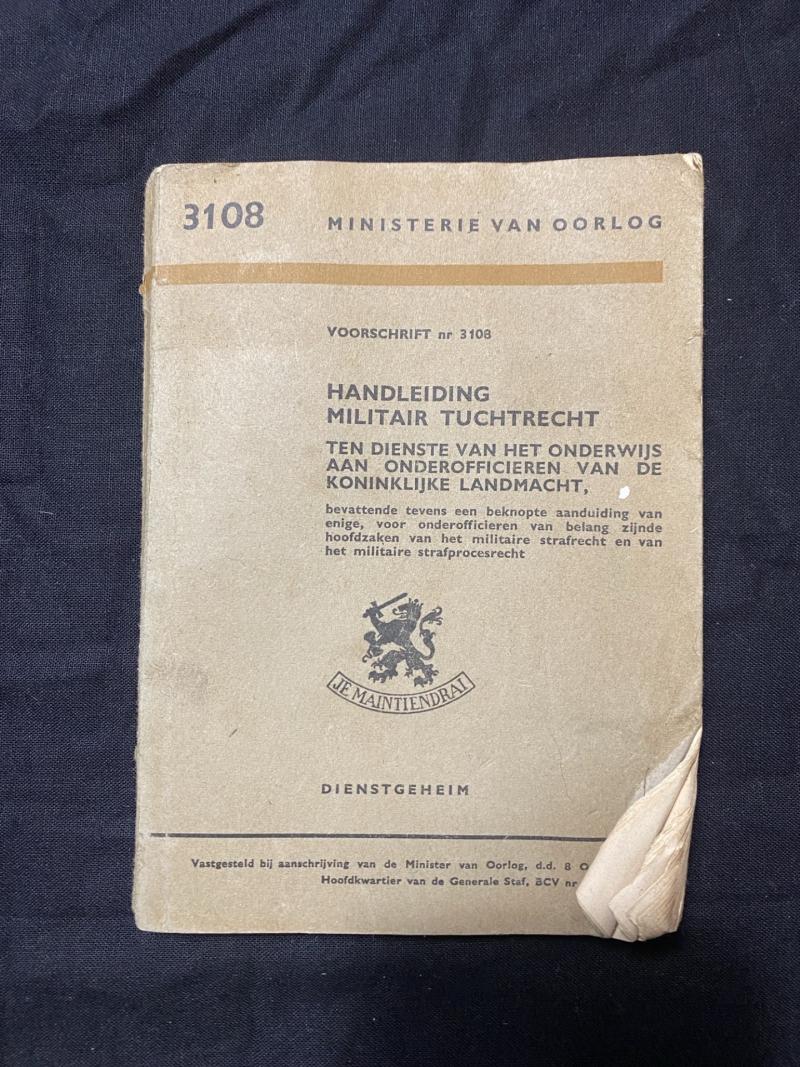 3108
MINISTERIE VAN OORLOG
VOORSCHRIFT nr 3108
HANDLEIDING
MILITAIR TUCHTRECHT
TEN DIENSTE VAN HET ONDERWIJS
AAN ONDEROFFICIEREN VAN DE
KONINKLIJKE LANDMACHT,
bevattende tevens een beknopte aanduiding van
enige, voor onderofficieren van belang zijnde
hoofdzaken van het militaire strafrecht en van
het militaire strafprocesrecht
JE MAINTIENDRAI
DIENSTGEHEIM
Vastgesteld bij aanschrijving van de Minister van Oorlog, d.d. 8 O
Hoofdkwartier van de Generale Staf, BCV nr